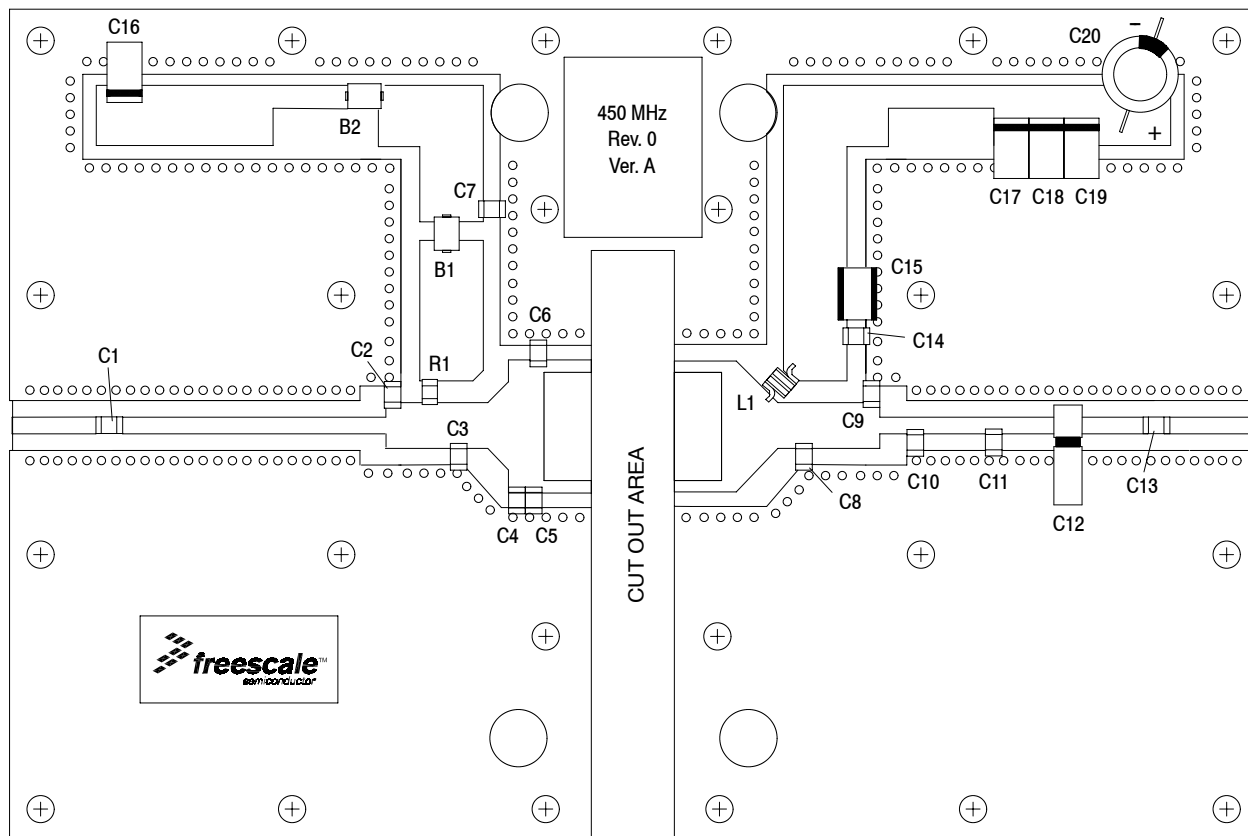 C16
C20
-
+
B2
450 MHz
Rev. 0
Ver. A
C7
C17 C18 C19
B1
C15
C6
C14
C2
R1
C1
L1
C9
C3
C10
C11
C13
C8
C4 C5
C12
CUT OUT AREA
freescale™
semiconductor